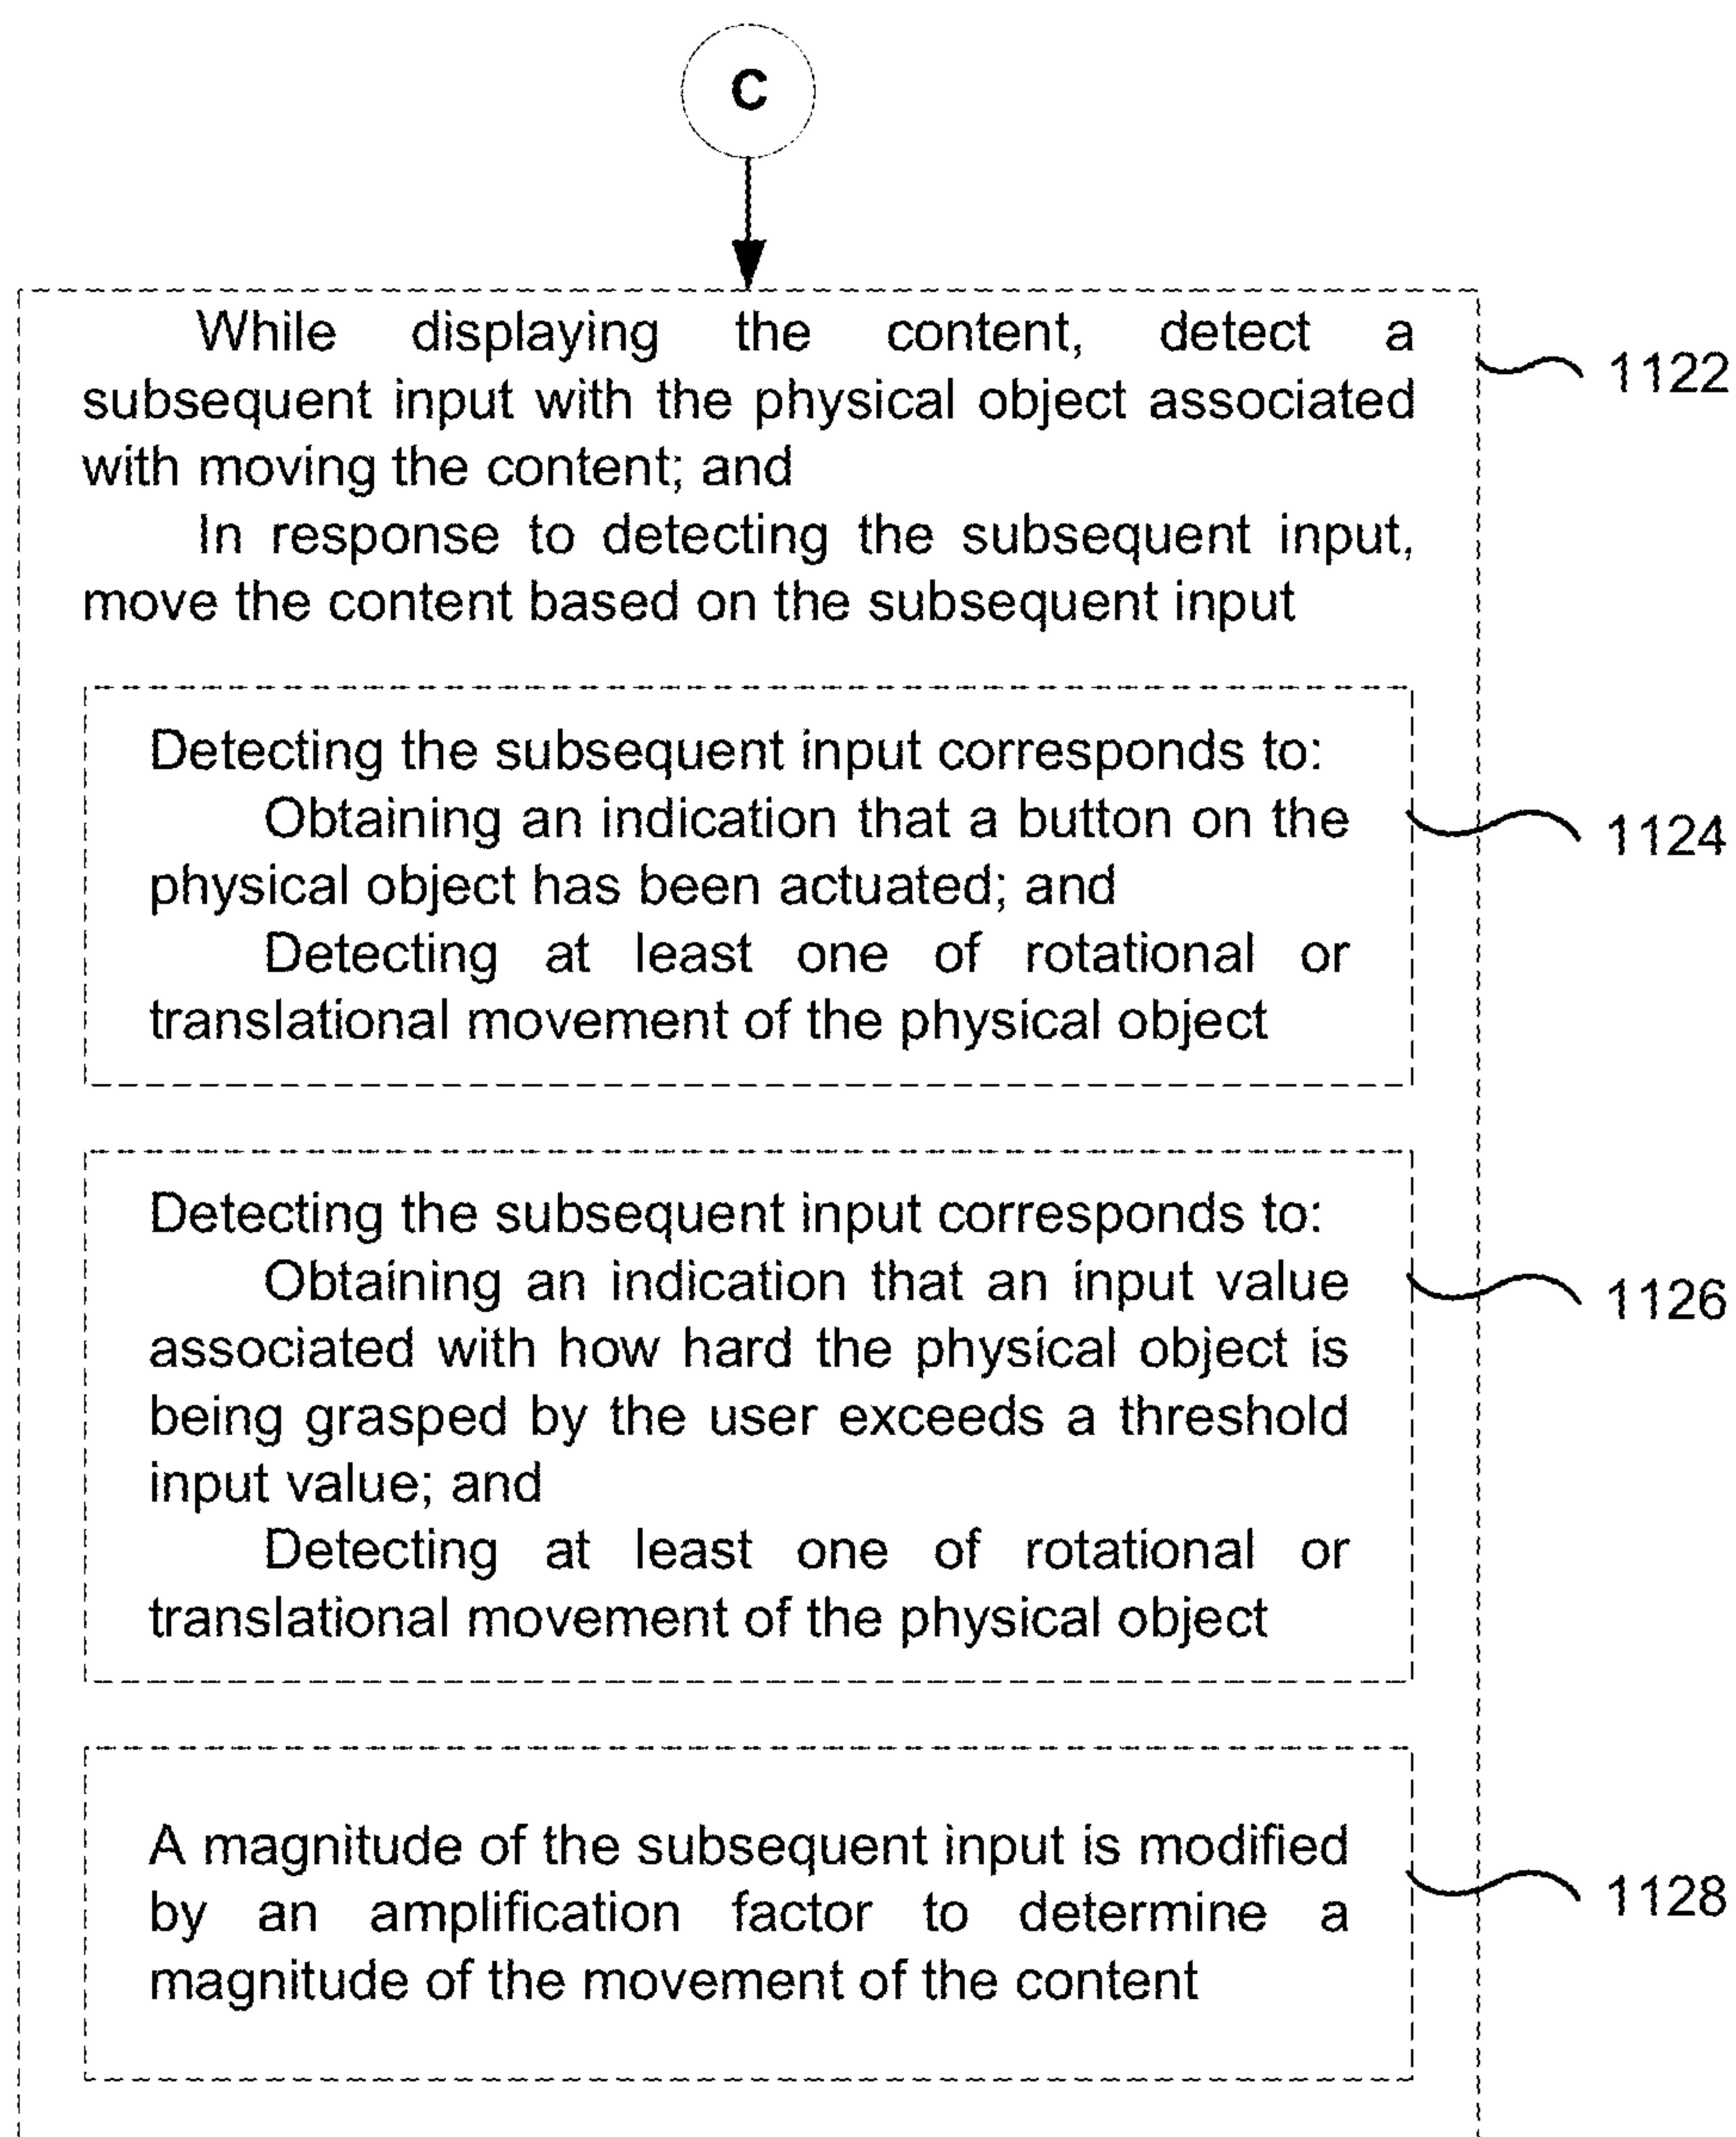 C
While displaying the content, detect a
subsequent input with the physical object associated
with moving the content; and
In response to detecting the subsequent input,
move the content based on the subsequent input
1122
Detecting the subsequent input corresponds to:
Obtaining an indication that a button on the
physical object has been actuated; and
Detecting at least one of rotational or
translational movement of the physical object
1124
Detecting the subsequent input corresponds to:
Obtaining an indication that an input value
associated with how hard the physical object is
being grasped by the user exceeds a threshold
input value; and
Detecting at least one of rotational or
translational movement of the physical object
1126
A magnitude of the subsequent input is modified
by an amplification factor to determine a
magnitude of the movement of the content
1128